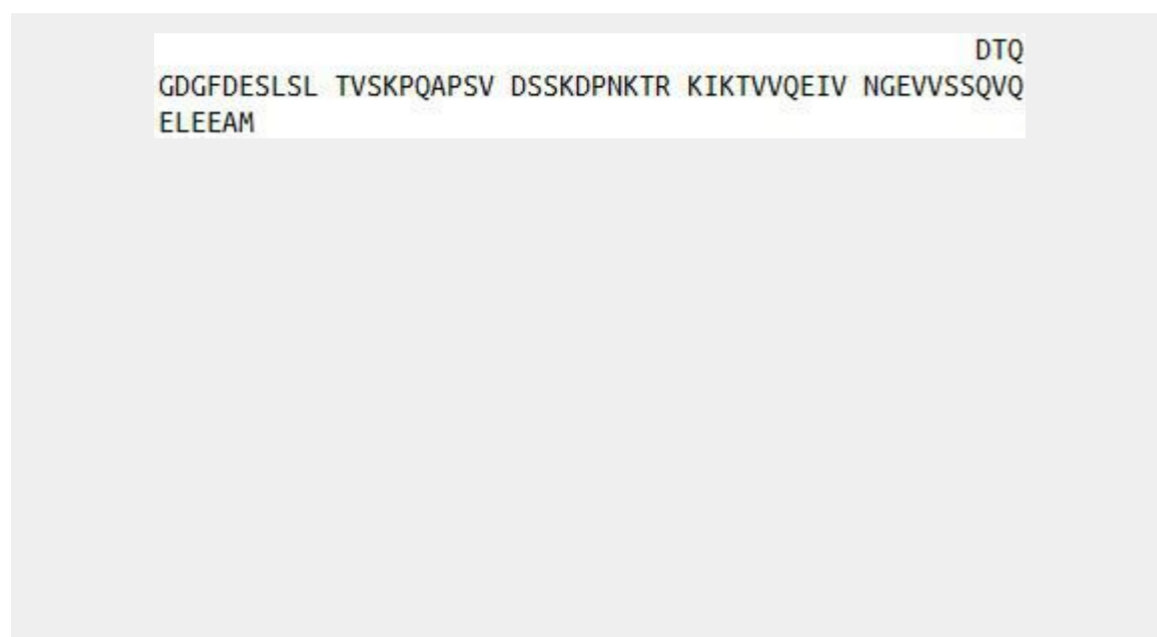 DTQ
GDGFDESLSL TVSKPQAPSV DSSKDPNKTR KIKTVVQEIV NGEVVSSQVQ
ELEEAM